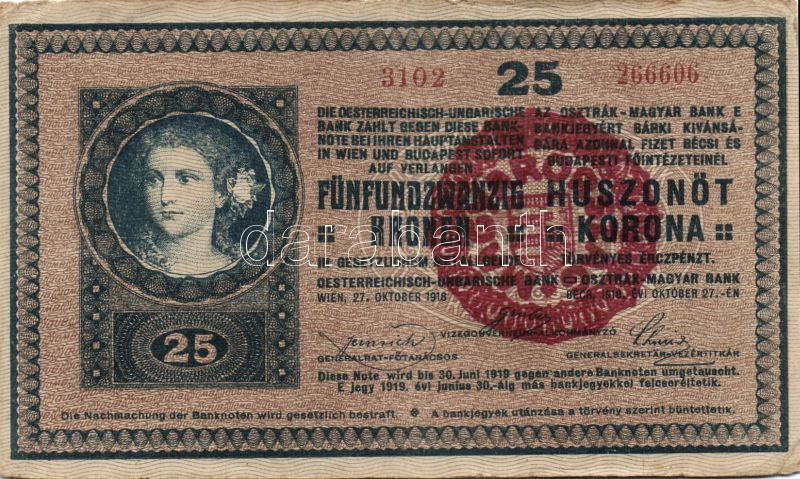 3102 25 266606
DIE OESTERREICHISCH-UNGARISCHE
BANK ZAHLT GEGEN DIESE BANK-
NOTE BEI IHREN HAUPTANSTALTEN
IN WIEN UND BUDAPEST SOFORT
AUF VERLANGEN
FÜNFUNDZWANZIG
KRONEN
AZ OSZTRÁK-MAGYAR BANK E
BANKJEGYÉRT BÁRKI KIVÁNSÁ-
GÁRA AZONNAL FIZET BÉCSI ÉS
BUDAPESTI FŐINTÉZETEINÉL
HUSZONÖT
KORONA
IN GESETZLICHEM METALLGELDE. TÖRVÉNYES ÉRCZPÉNZT.
OESTERREICHISCH-UNGARISCHE BANK OSZTRÁK-MAGYAR BANK
WIEN, 27. OKTOBER 1918 BÉCS, 1918. ÉVI OKTÓBER 27.-ÉN
GENERALRAT-FŐTANÁCSOS
GENERALSEKRETÄR-VEZÉRTITKÁR
Diese Note wird bis 30. Juni 1919 gegen andere Banknoten umgetauscht.
E jegy 1919. évi junius 30.-áig más bankjegyekkel felcseréltetik.
25
Die Nachmachung der Banknoten wird gesetzlich bestraft. A bankjegyek utánzása a törvény szerint büntettetik.
darabanth